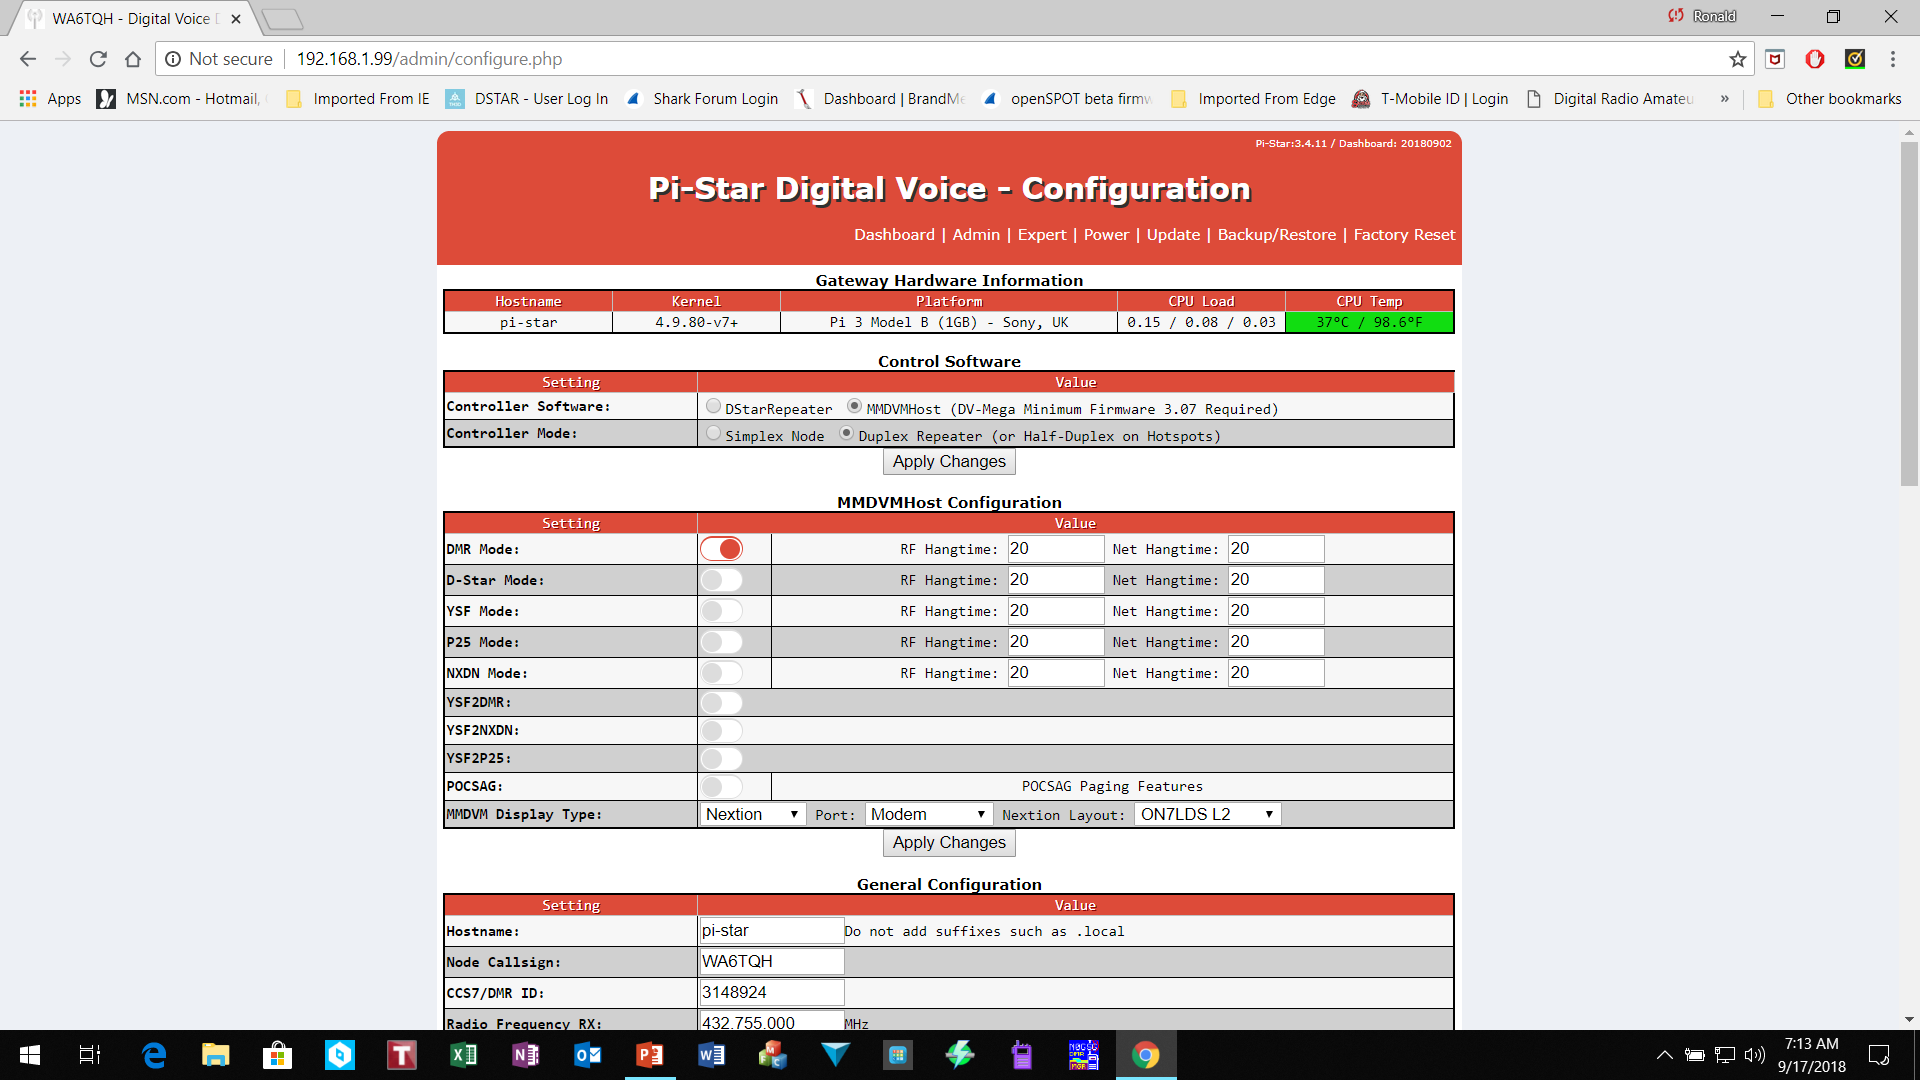 WA6TQH - Digital Voice
Ronald
Not secure 192.168.1.99/admin/configure.php
Apps MSN.com - Hotmail, Imported From IE DSTAR - User Log In Shark Forum Login Dashboard | BrandMe openSPOT beta firmw Imported From Edge T-Mobile ID | Login Digital Radio Amateu » Other bookmarks
Pi-Star:3.4.11 / Dashboard: 20180902
Pi-Star Digital Voice - Configuration
Dashboard | Admin | Expert | Power | Update | Backup/Restore | Factory Reset
Gateway Hardware Information
Hostname Kernel Platform CPU Load CPU Temp
pi-star 4.9.80-v7+ Pi 3 Model B (1GB) - Sony, UK 0.15 / 0.08 / 0.03 37°C / 98.6°F
Control Software
Setting Value
Controller Software: DStarRepeater MMDVMHost (DV-Mega Minimum Firmware 3.07 Required)
Controller Mode: Simplex Node Duplex Repeater (or Half-Duplex on Hotspots)
Apply Changes
MMDVMHost Configuration
Setting Value
DMR Mode: RF Hangtime: 20 Net Hangtime: 20
D-Star Mode: RF Hangtime: 20 Net Hangtime: 20
YSF Mode: RF Hangtime: 20 Net Hangtime: 20
P25 Mode: RF Hangtime: 20 Net Hangtime: 20
NXDN Mode: RF Hangtime: 20 Net Hangtime: 20
YSF2DMR:
YSF2NXDN:
YSF2P25:
POCSAG: POCSAG Paging Features
MMDVM Display Type: Nextion Port: Modem Nextion Layout: ON7LDS L2
Apply Changes
General Configuration
Setting Value
Hostname: pi-star Do not add suffixes such as .local
Node Callsign: WA6TQH
CCS7/DMR ID: 3148924
Radio Frequency RX: 432.755.000 MHz
7:13 AM
9/17/2018